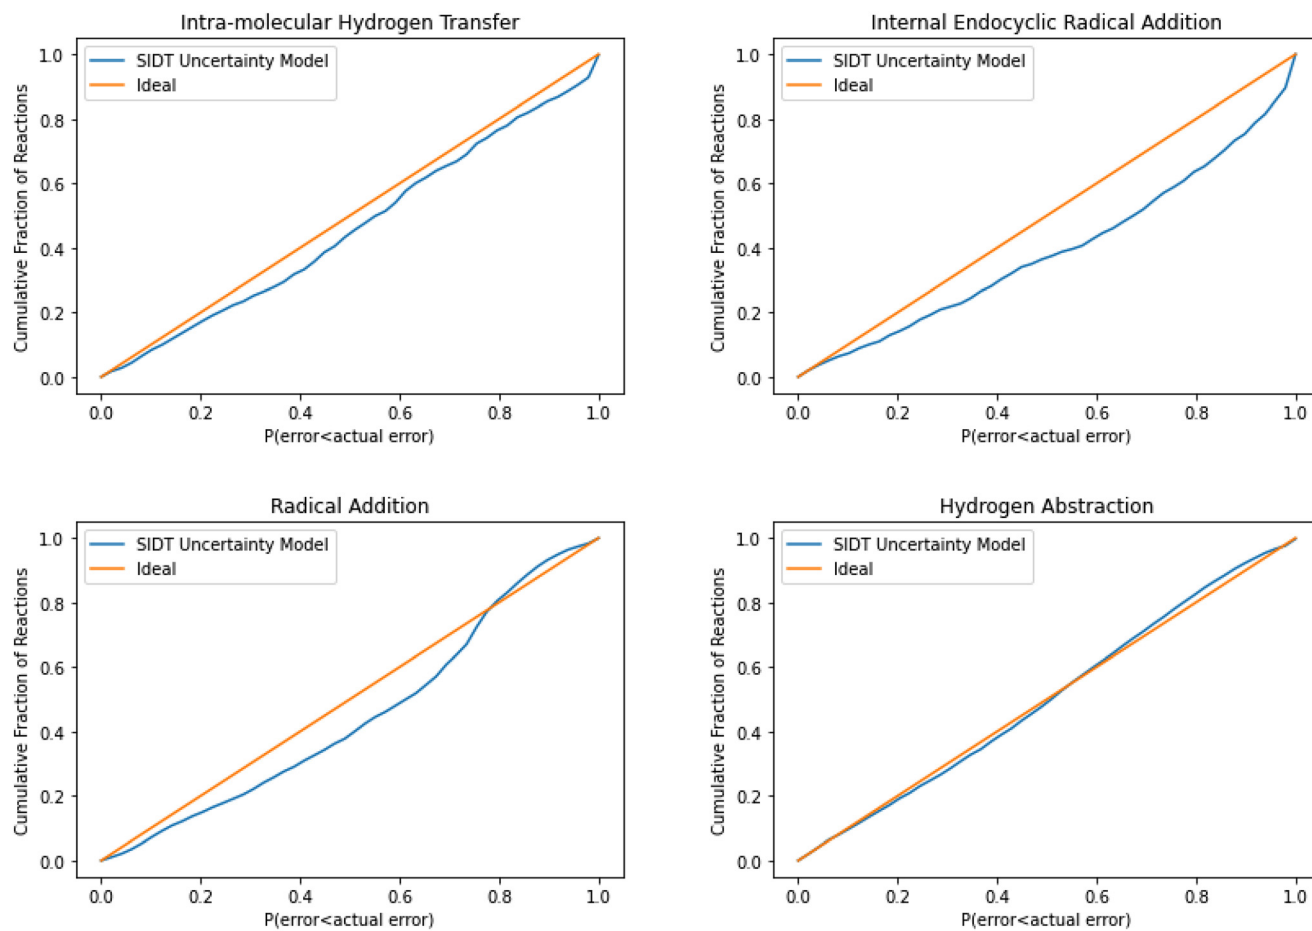 Intra-molecular Hydrogen Transfer
SIDT Uncertainty Model
Ideal
1.0
0.8
0.6
0.4
0.2
0.0
Cumulative Fraction of Reactions
0.0 0.2 0.4 0.6 0.8 1.0
P(error<actual error)
Internal Endocyclic Radical Addition
SIDT Uncertainty Model
Ideal
1.0
0.8
0.6
0.4
0.2
0.0
Cumulative Fraction of Reactions
0.0 0.2 0.4 0.6 0.8 1.0
P(error<actual error)
Radical Addition
SIDT Uncertainty Model
Ideal
1.0
0.8
0.6
0.4
0.2
0.0
Cumulative Fraction of Reactions
0.0 0.2 0.4 0.6 0.8 1.0
P(error<actual error)
Hydrogen Abstraction
SIDT Uncertainty Model
Ideal
1.0
0.8
0.6
0.4
0.2
0.0
Cumulative Fraction of Reactions
0.0 0.2 0.4 0.6 0.8 1.0
P(error<actual error)